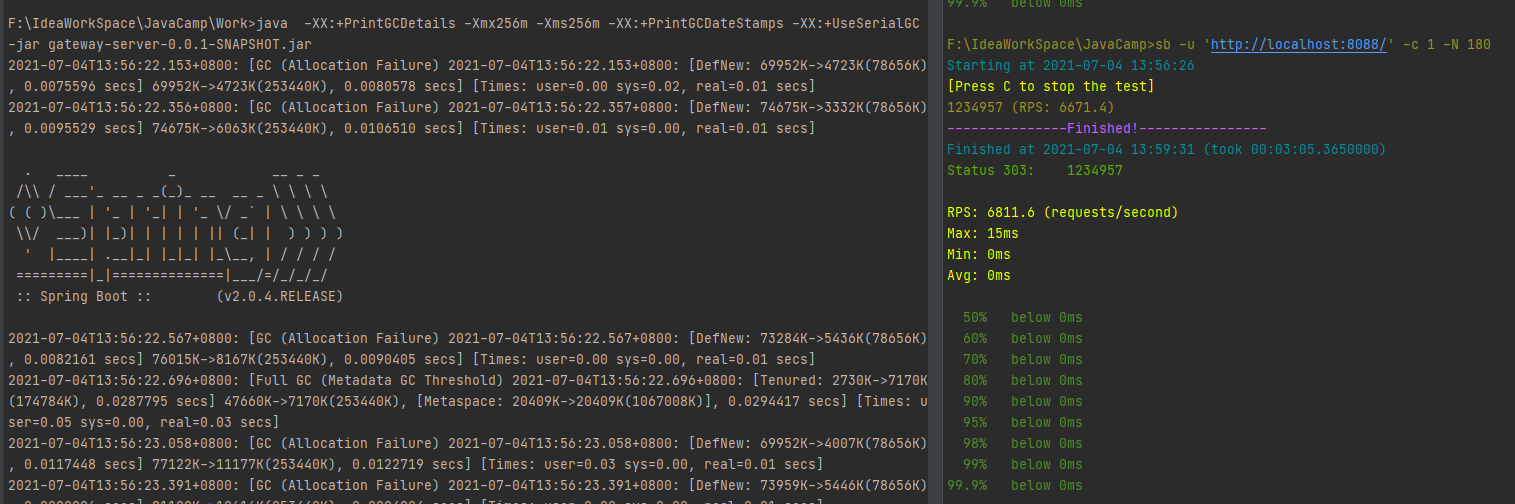 F:\IdeaWorkSpace\JavaCamp\Work>java  -XX:+PrintGCDetails -Xmx256m -Xms256m -XX:+PrintGCDateStamps -XX:+UseSerialGC
-jar gateway-server-0.0.1-SNAPSHOT.jar
2021-07-04T13:56:22.153+0800: [GC (Allocation Failure) 2021-07-04T13:56:22.153+0800: [DefNew: 69952K->4723K(78656K)
, 0.0075596 secs] 69952K->4723K(253440K), 0.0080578 secs] [Times: user=0.00 sys=0.02, real=0.01 secs]
2021-07-04T13:56:22.356+0800: [GC (Allocation Failure) 2021-07-04T13:56:22.357+0800: [DefNew: 74675K->3332K(78656K)
, 0.0095529 secs] 74675K->6063K(253440K), 0.0106510 secs] [Times: user=0.01 sys=0.00, real=0.01 secs]
  .   ____          _            __ _ _
 /\\ / ___'_ __ _ _(_)_ __  __ _ \ \ \ \
( ( )\___ | '_ | '_| | '_ \/ _` | \ \ \ \
 \\/  ___)| |_)| | | | | || (_| |  ) ) ) )
  '  |____| .__|_| |_|_| |_\__, | / / / /
 =========|_|==============|___/=/_/_/_/
 :: Spring Boot ::        (v2.0.4.RELEASE)
2021-07-04T13:56:22.567+0800: [GC (Allocation Failure) 2021-07-04T13:56:22.567+0800: [DefNew: 73284K->5436K(78656K)
, 0.0082161 secs] 76015K->8167K(253440K), 0.0090405 secs] [Times: user=0.00 sys=0.00, real=0.01 secs]
2021-07-04T13:56:22.696+0800: [Full GC (Metadata GC Threshold) 2021-07-04T13:56:22.696+0800: [Tenured: 2730K->7170K
(174784K), 0.0287795 secs] 47660K->7170K(253440K), [Metaspace: 20409K->20409K(1067008K)], 0.0294417 secs] [Times: u
ser=0.05 sys=0.00, real=0.03 secs]
2021-07-04T13:56:23.058+0800: [GC (Allocation Failure) 2021-07-04T13:56:23.058+0800: [DefNew: 69952K->4007K(78656K)
, 0.0117448 secs] 77122K->11177K(253440K), 0.0122719 secs] [Times: user=0.03 sys=0.00, real=0.01 secs]
2021-07-04T13:56:23.391+0800: [GC (Allocation Failure) 2021-07-04T13:56:23.391+0800: [DefNew: 73959K->5446K(78656K)
99.9%   below 0ms
F:\IdeaWorkSpace\JavaCamp>sb -u 'http://localhost:8088/' -c 1 -N 180
Starting at 2021-07-04 13:56:26
[Press C to stop the test]
1234957 (RPS: 6671.4)
---------------Finished!----------------
Finished at 2021-07-04 13:59:31 (took 00:03:05.3650000)
Status 303:    1234957
RPS: 6811.6 (requests/second)
Max: 15ms
Min: 0ms
Avg: 0ms
50%   below 0ms
60%   below 0ms
70%   below 0ms
80%   below 0ms
90%   below 0ms
95%   below 0ms
98%   below 0ms
99%   below 0ms
99.9%   below 0ms